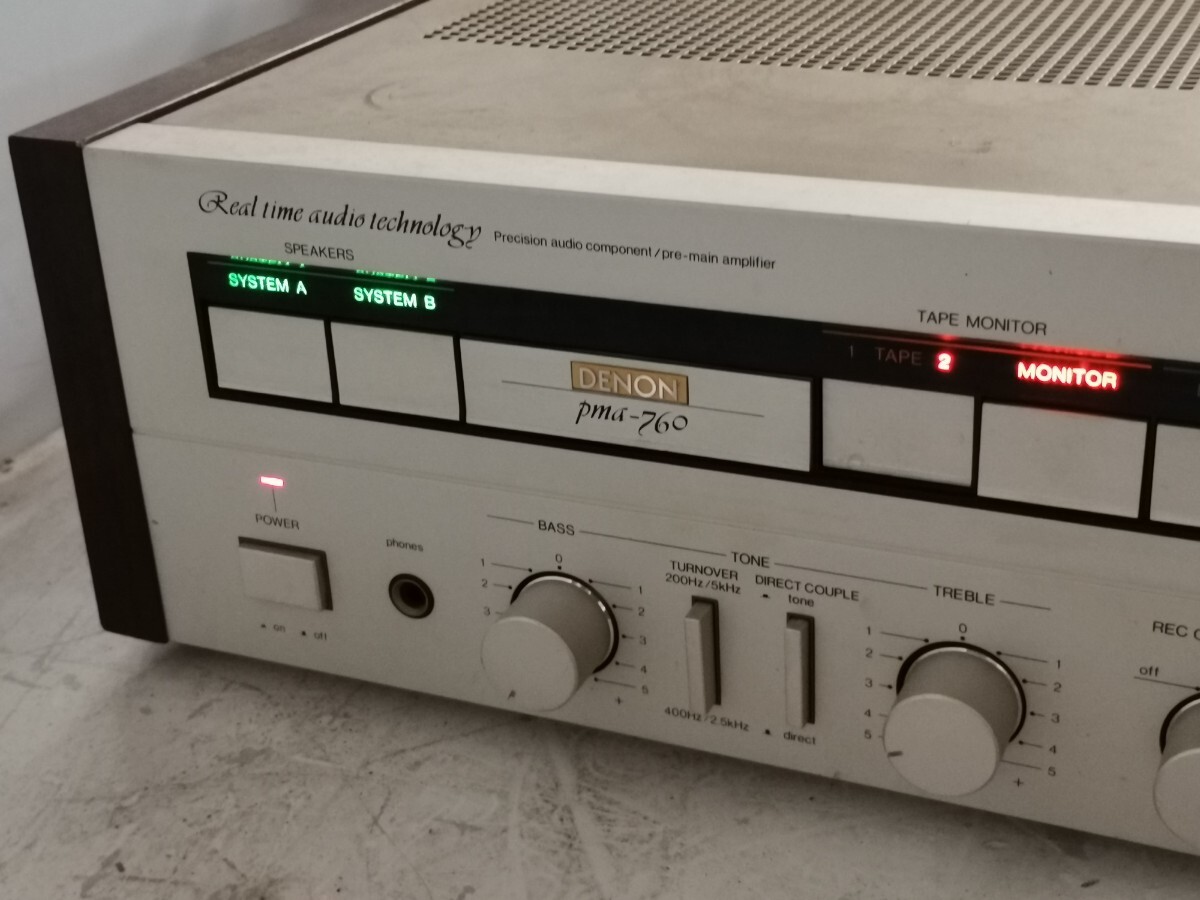 Real time audio technology
Precision audio component/pre-main amplifier
SPEAKERS
SYSTEM A
SYSTEM B
TAPE MONITOR
1 TAPE 2
MONITOR
DENON
pma-760
POWER
on off
phones
BASS
0
1 1
2 2
3 3
4
5
+
TONE
TURNOVER
200Hz/5kHz
400Hz/2.5kHz
DIRECT COUPLE
tone
direct
TREBLE
0
1 1
2 2
3 3
4 4
5 5
+
REC
off